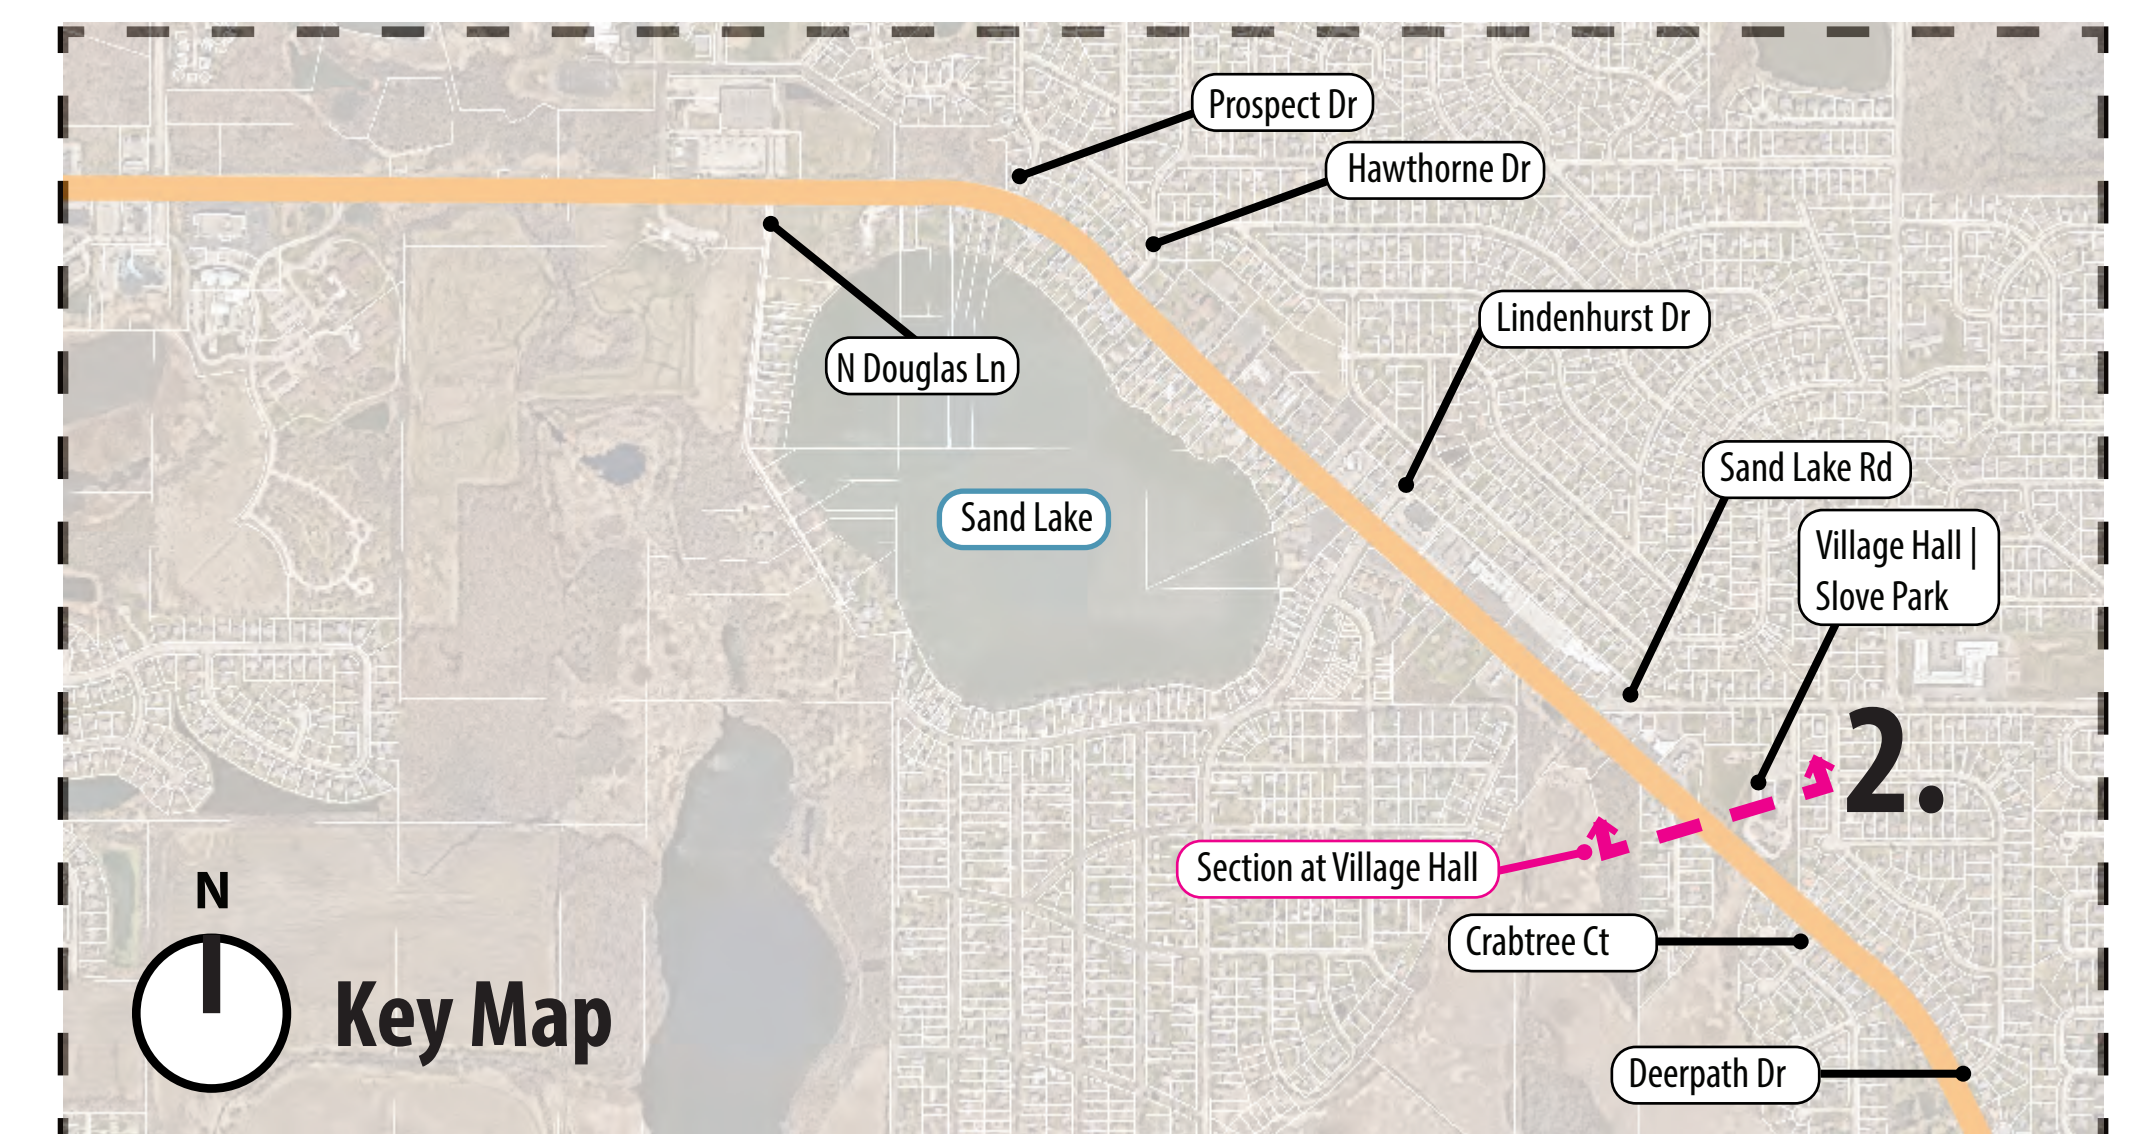 Prospect Dr
Hawthorne Dr
Lindenhurst Dr
N Douglas Ln
Sand Lake Rd
Sand Lake
Village Hall |
Slove Park
2.
Section at Village Hall
N
Crabtree Ct
Key Map
Deerpath Dr